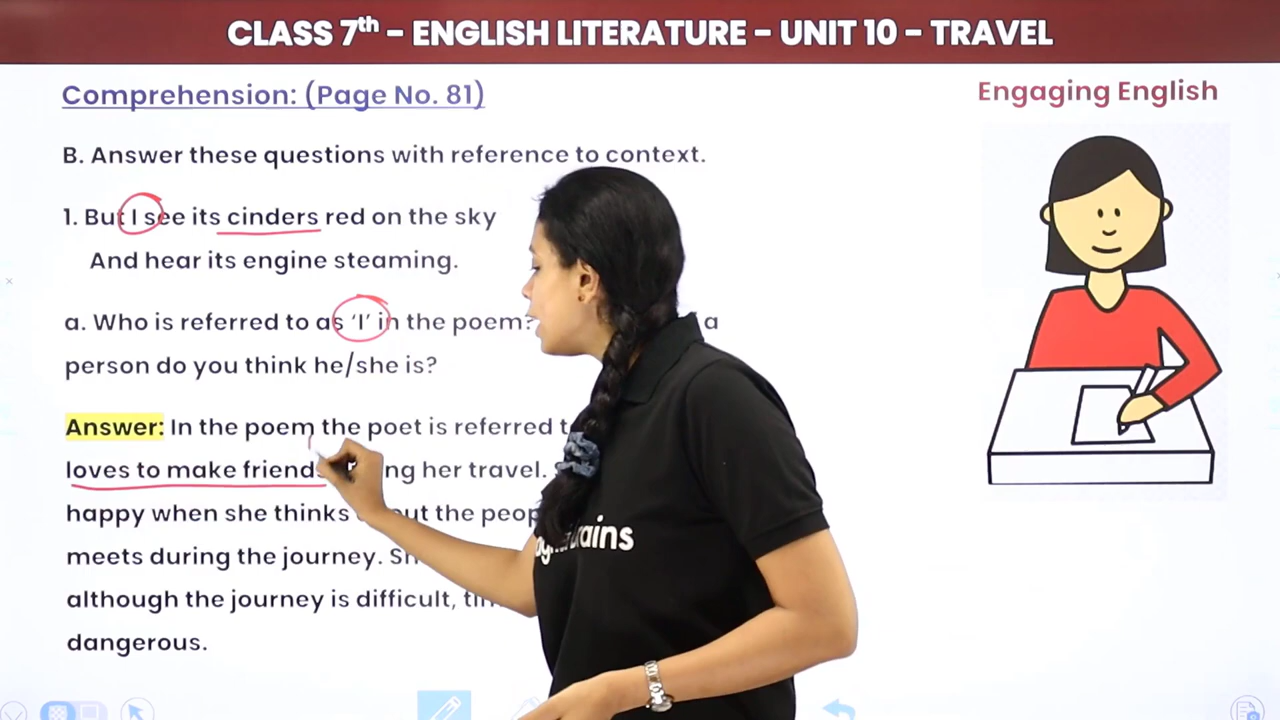 CLASS 7th – ENGLISH LITERATURE – UNIT 10 – TRAVEL
Comprehension: (Page No. 81)
Engaging English
B. Answer these questions with reference to context.
1. But I see its cinders red on the sky
And hear its engine steaming.
a. Who is referred to as 'I' in the poem? a
person do you think he/she is?
Answer: In the poem the poet is referred
loves to make friends her travel.
happy when she thinks the
meets during the journey.
although the journey is difficult,
dangerous.